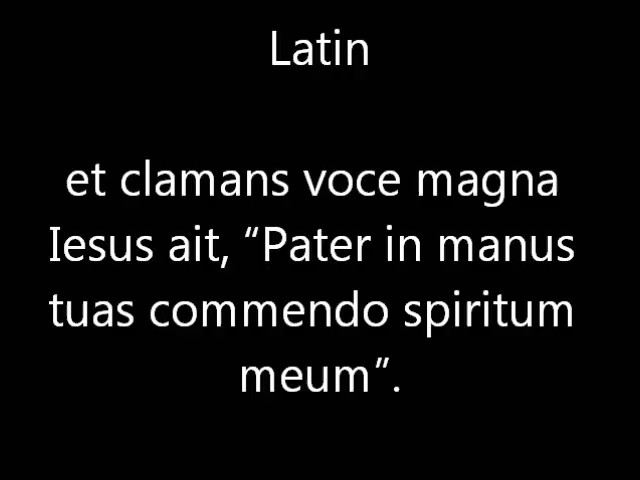 Latin
et clamans voce magna
Iesus ait, “Pater in manus
tuas commendo spiritum
meum”.